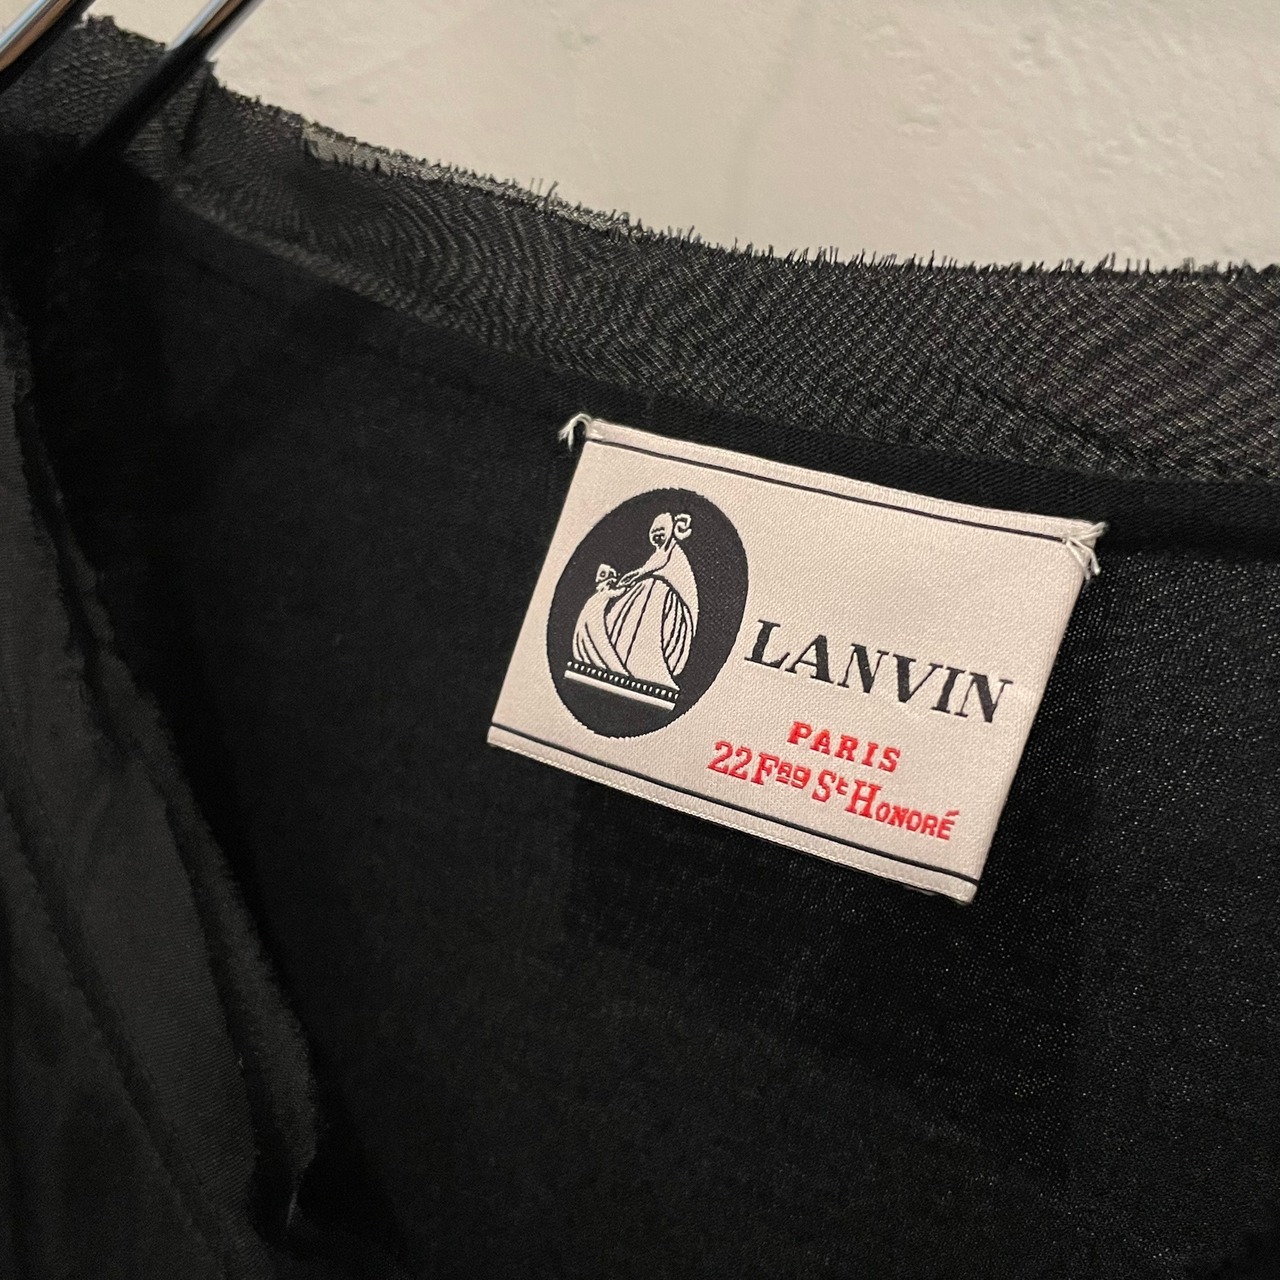 LANVIN
PARIS
22 Fbg St Honoré